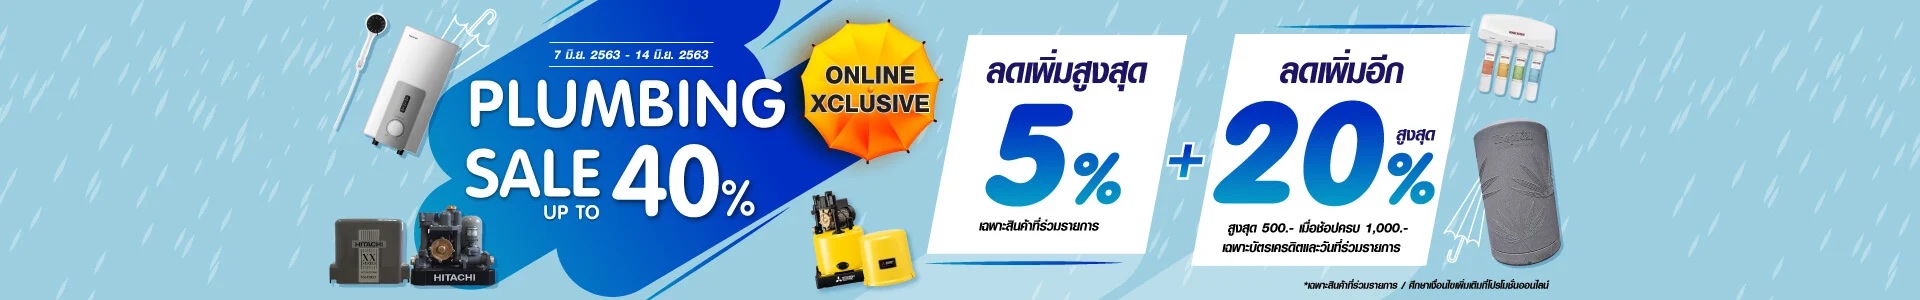 7 มิ.ย. 2563 - 14 มิ.ย. 2563
PLUMBING
SALE UP TO 40%
ONLINE
XCLUSIVE
ลดเพิ่มสูงสุด
5%
เฉพาะสินค้าที่ร่วมรายการ
+
ลดเพิ่มอีก
สูงสุด
20%
สูงสุด 500.- เมื่อช้อปครบ 1,000.-
เฉพาะบัตรเครดิตและวันที่ร่วมรายการ
*เฉพาะสินค้าที่ร่วมรายการ / ศึกษาเงื่อนไขเพิ่มเติมที่โปรโมชั่นออนไลน์
HITACHI
XX
HITACHI